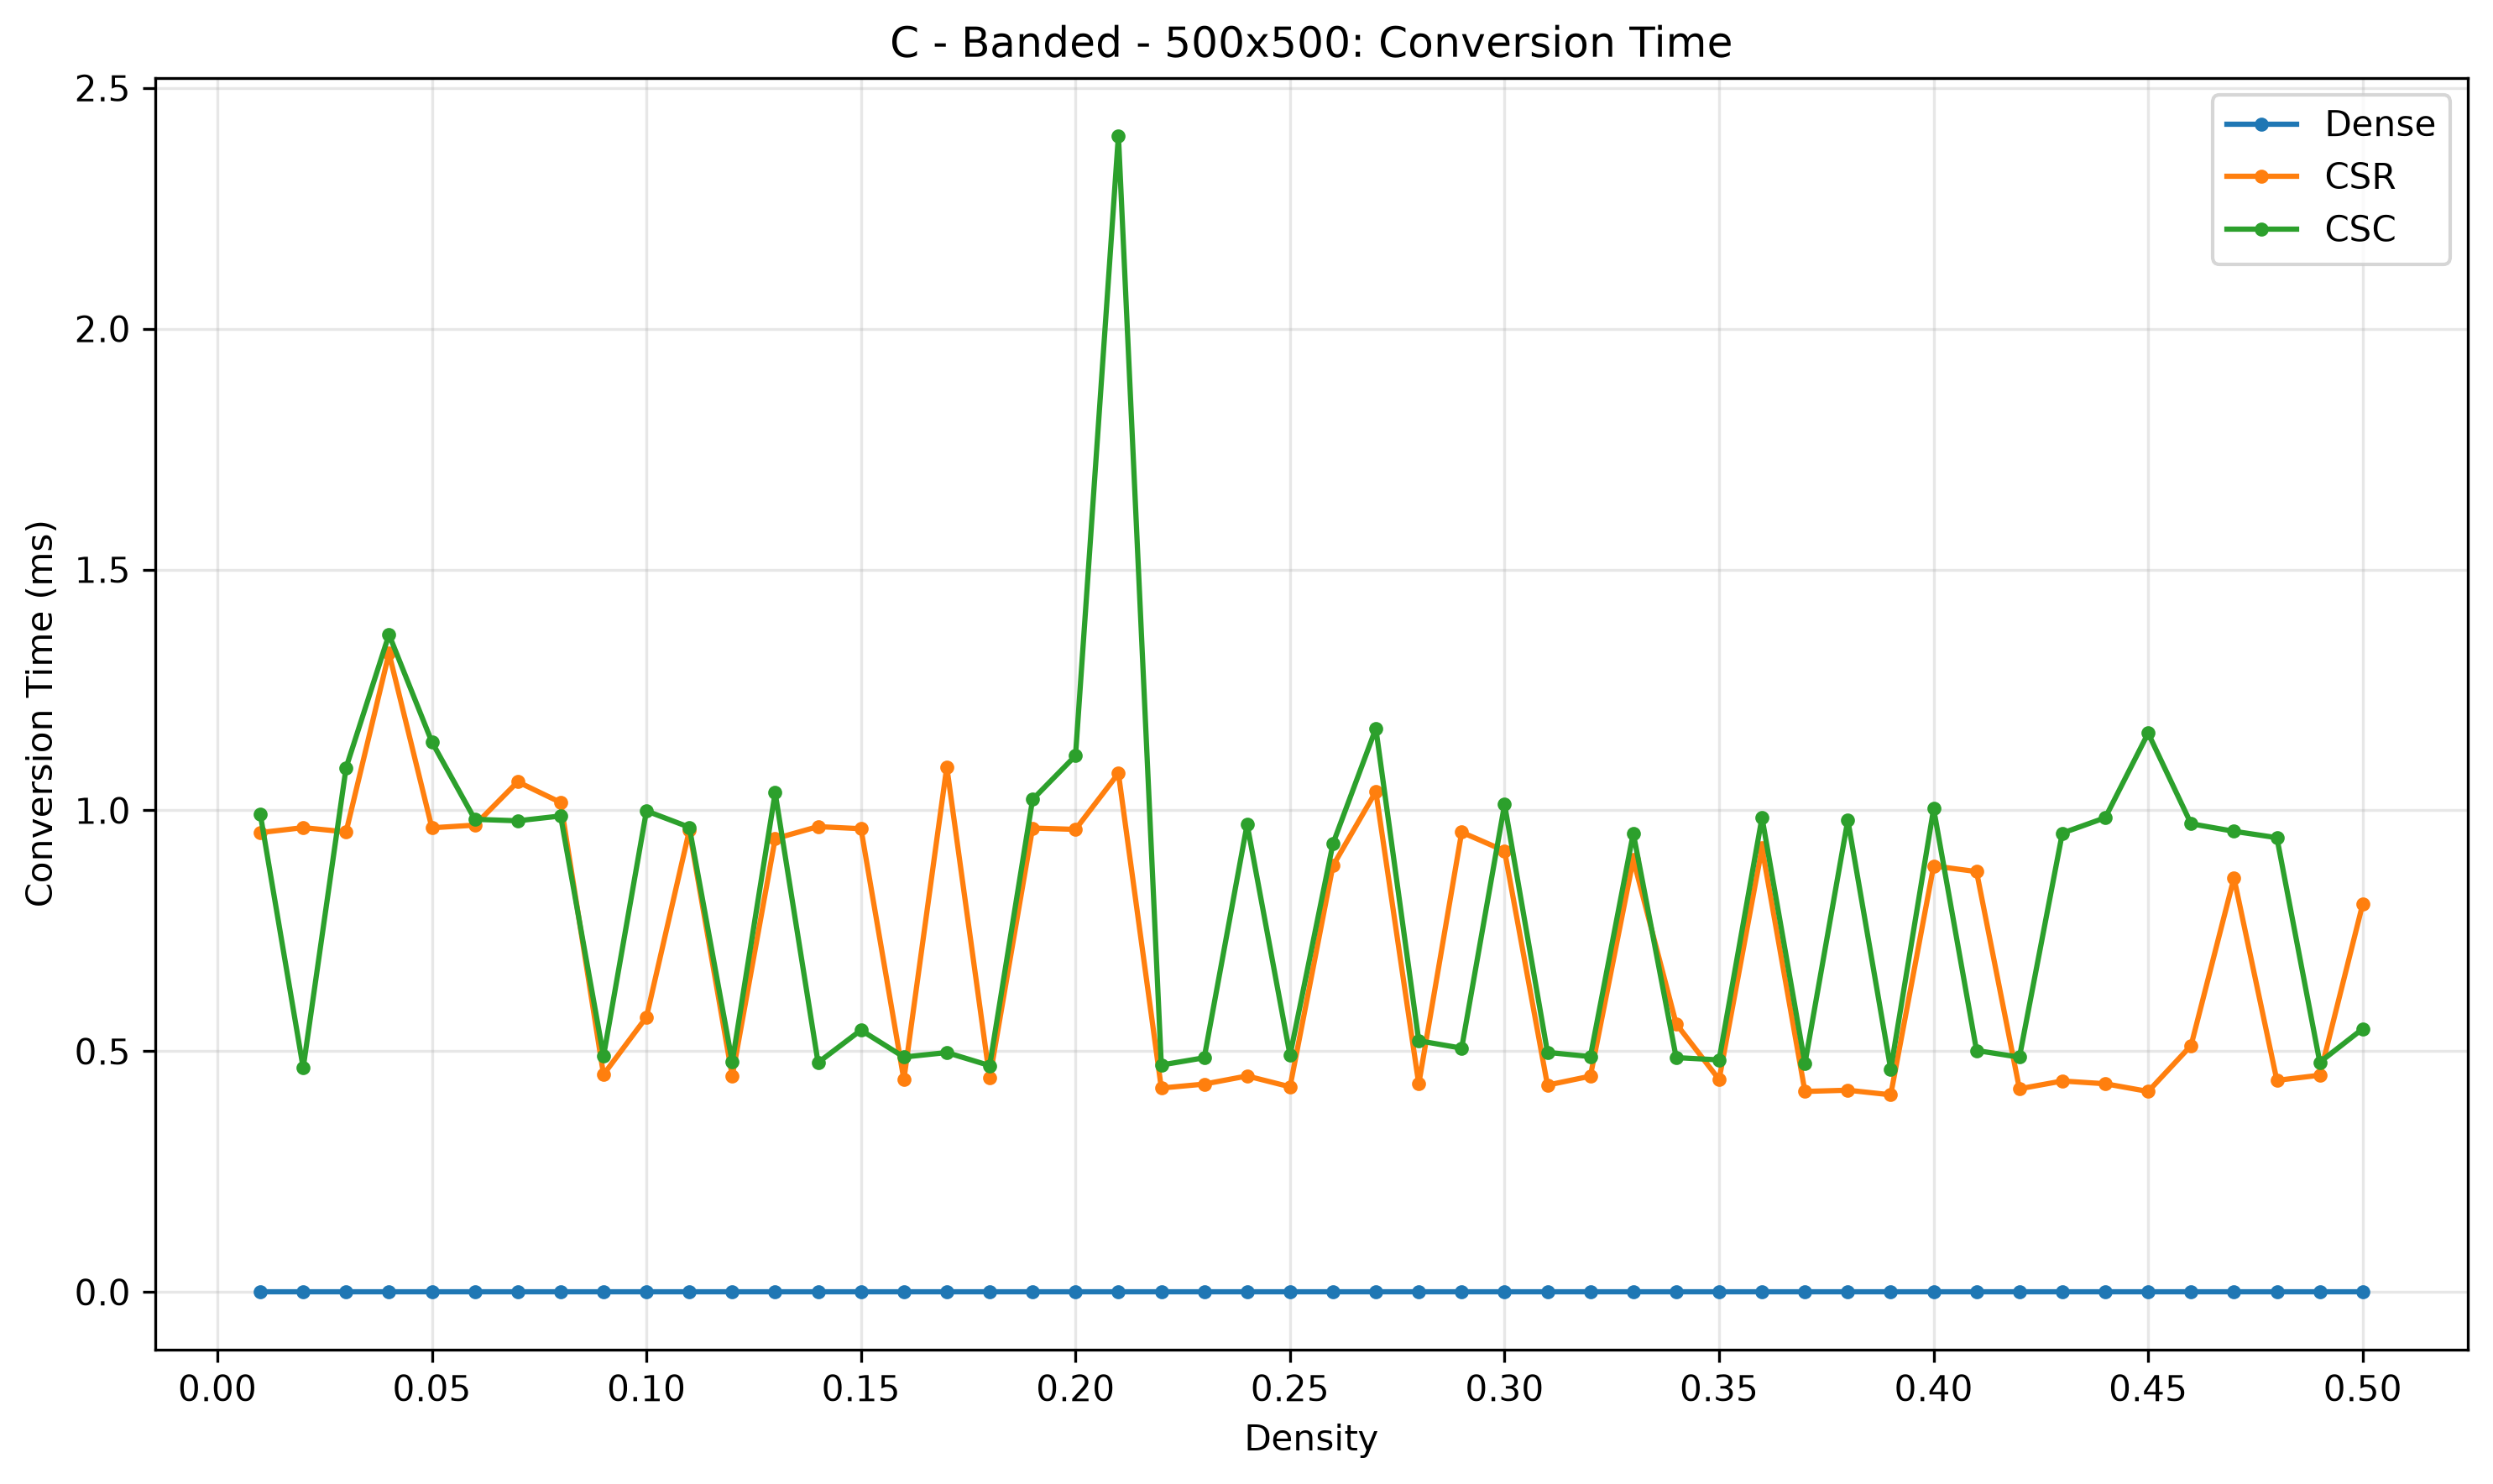 C - Banded - 500x500: Conversion Time
2.5
2.0
1.5
1.0
0.5
0.0
Conversion Time (ms)
Dense
CSR
CSC
0.00 0.05 0.10 0.15 0.20 0.25 0.30 0.35 0.40 0.45 0.50
Density